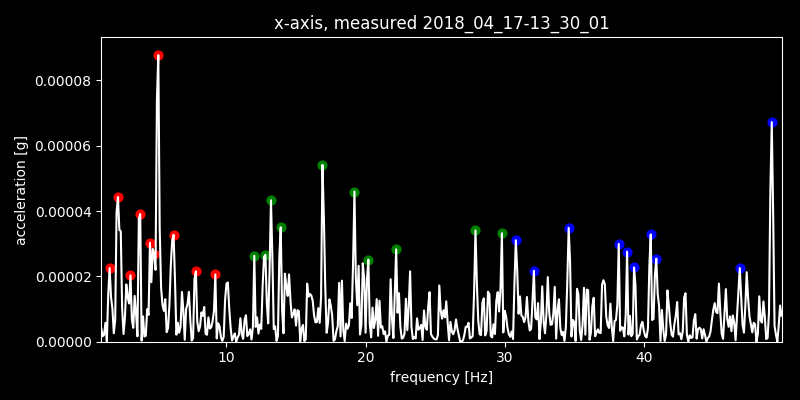 x-axis, measured 2018_04_17-13_30_01
0.00008
0.00006
0.00004
0.00002
0.00000
acceleration [g]
10 20 30 40
frequency [Hz]